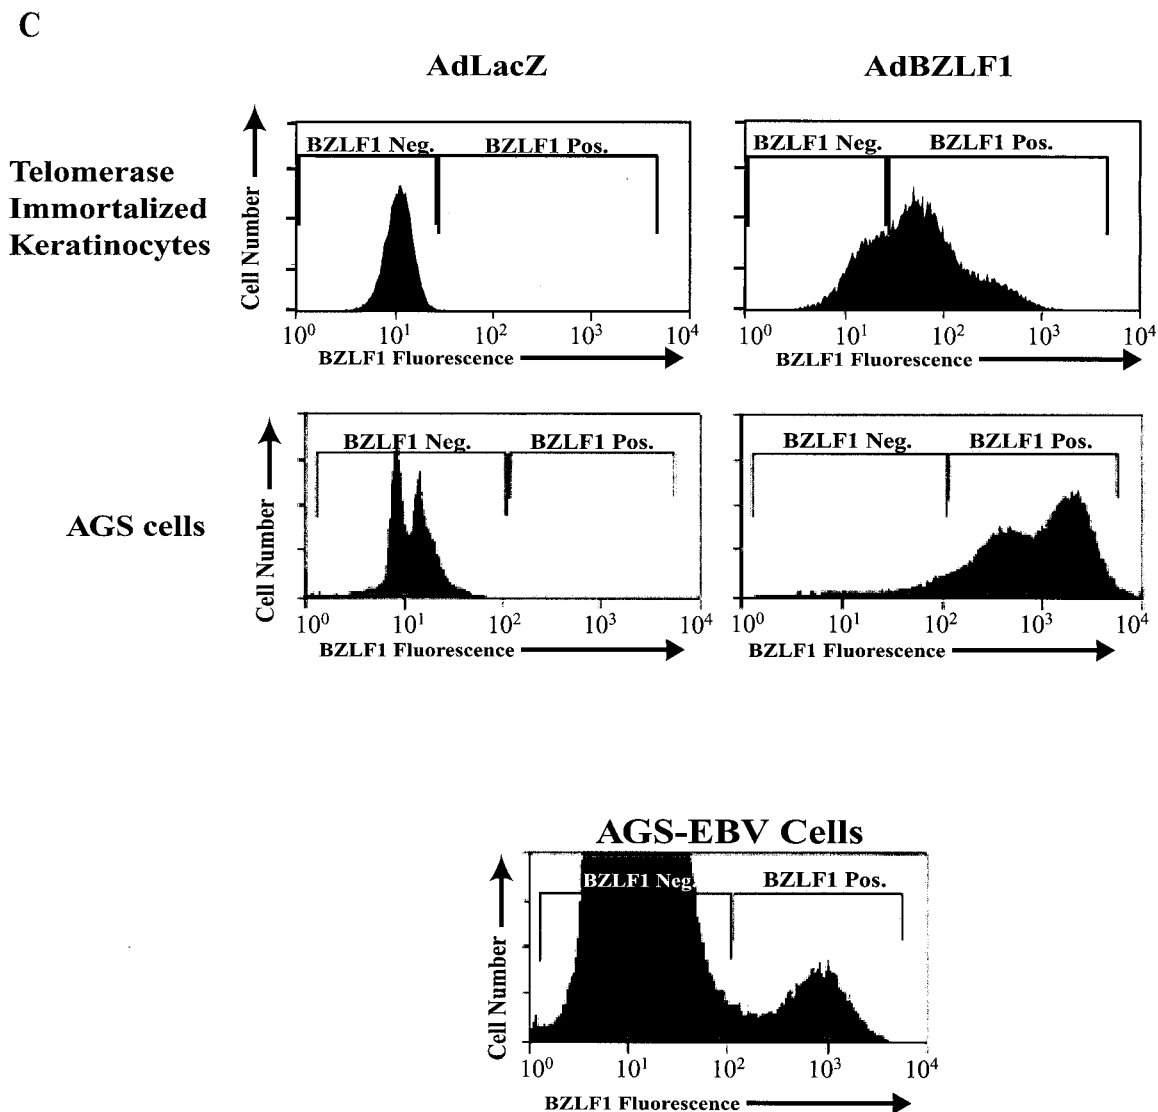 C
AdLacZ
AdBZLF1
Telomerase
Immortalized
Keratinocytes
Cell Number
BZLF1 Neg.
BZLF1 Pos.
10⁰ 10¹ 10² 10³ 10⁴
BZLF1 Fluorescence
BZLF1 Neg.
BZLF1 Pos.
10⁰ 10¹ 10² 10³ 10⁴
BZLF1 Fluorescence
AGS cells
Cell Number
BZLF1 Neg.
BZLF1 Pos.
10⁰ 10¹ 10² 10³ 10⁴
BZLF1 Fluorescence
BZLF1 Neg.
BZLF1 Pos.
10⁰ 10¹ 10² 10³ 10⁴
BZLF1 Fluorescence
AGS-EBV Cells
Cell Number
BZLF1 Neg.
BZLF1 Pos.
10⁰ 10¹ 10² 10³ 10⁴
BZLF1 Fluorescence